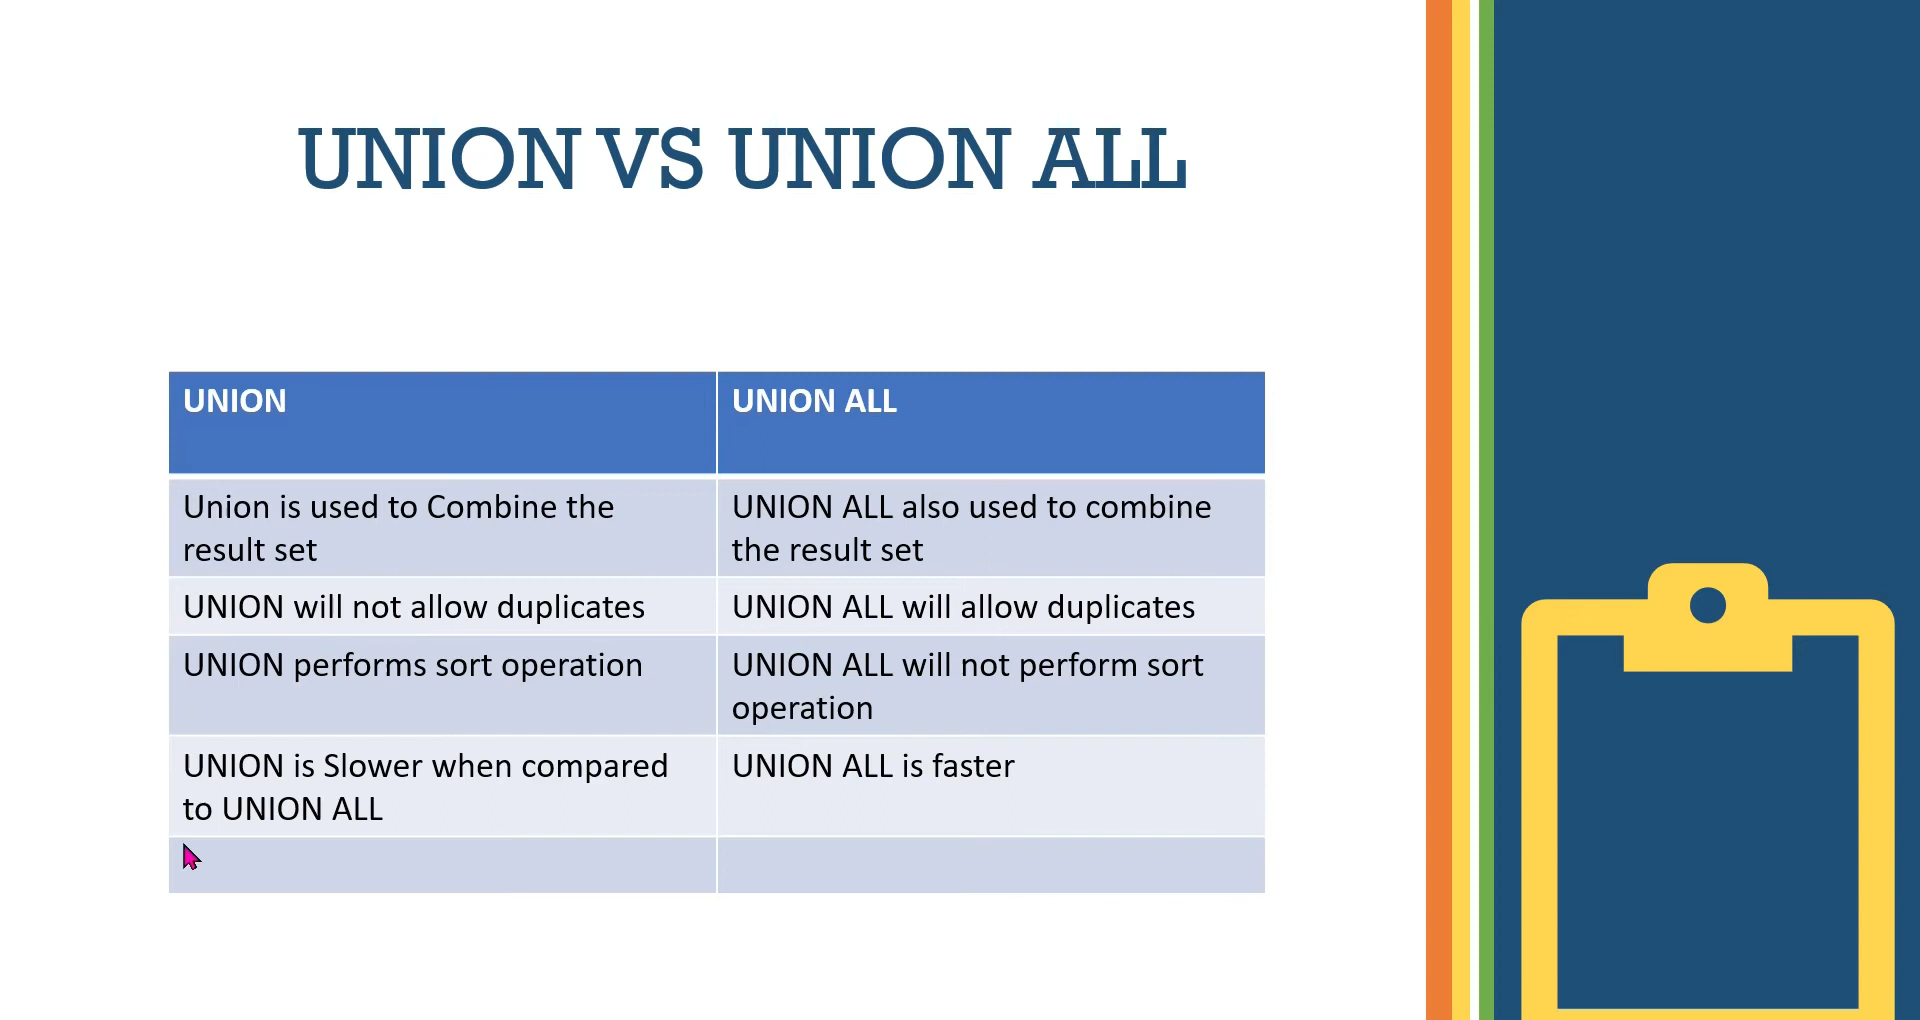 UNION VS UNION ALL
UNION
UNION ALL
Union is used to Combine the
result set
UNION ALL also used to combine
the result set
UNION will not allow duplicates
UNION ALL will allow duplicates
UNION performs sort operation
UNION ALL will not perform sort
operation
UNION is Slower when compared
to UNION ALL
UNION ALL is faster